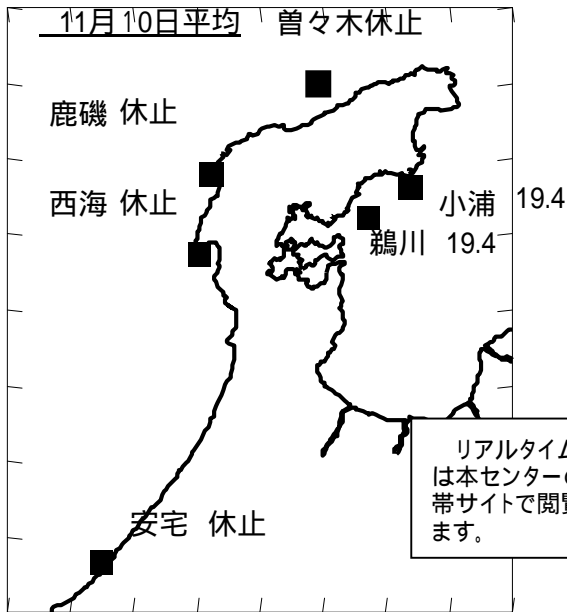 11月10日平均 曽々木休止
鹿磯 休止
西海 休止
小浦 19.4
鵜川 19.4
リアルタイム
は本センターの
帯サイトで閲覧
ます。
安宅 休止